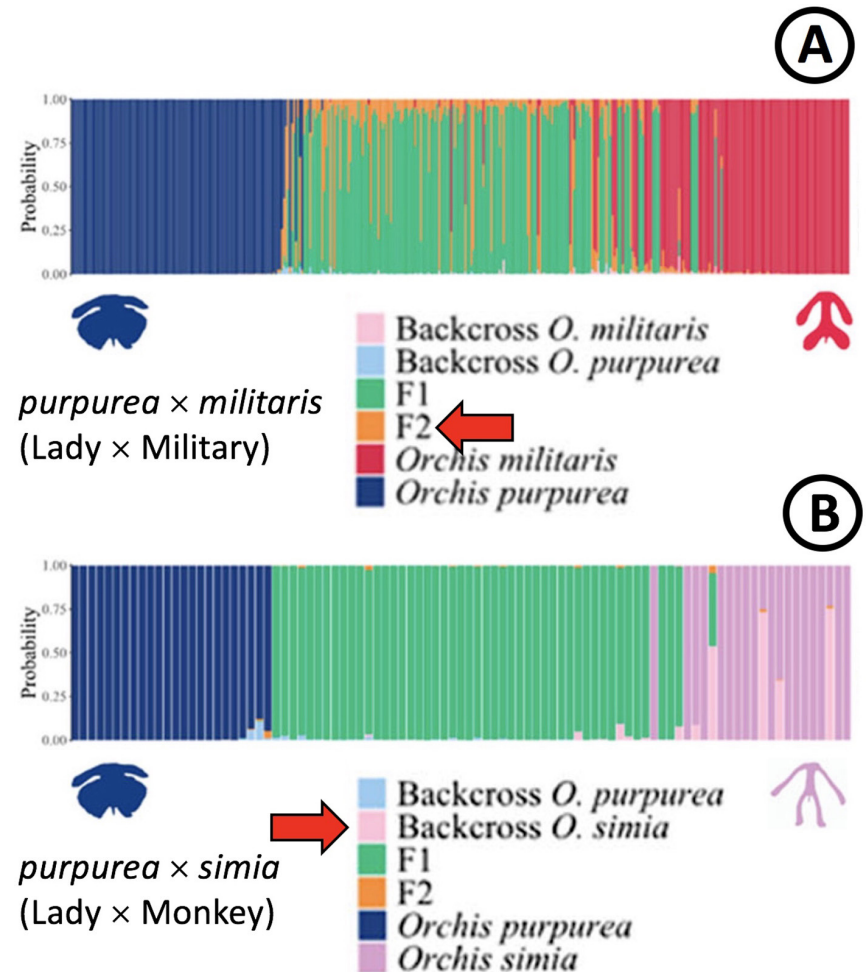 A
1.00
0.75
0.50
0.25
0.00
Probability
Backcross O. militaris
Backcross O. purpurea
F1
F2
Orchis militaris
Orchis purpurea
purpurea × militaris
(Lady × Military)
B
1.00
0.75
0.50
0.25
0.00
Probability
Backcross O. purpurea
Backcross O. simia
F1
F2
Orchis purpurea
Orchis simia
purpurea × simia
(Lady × Monkey)